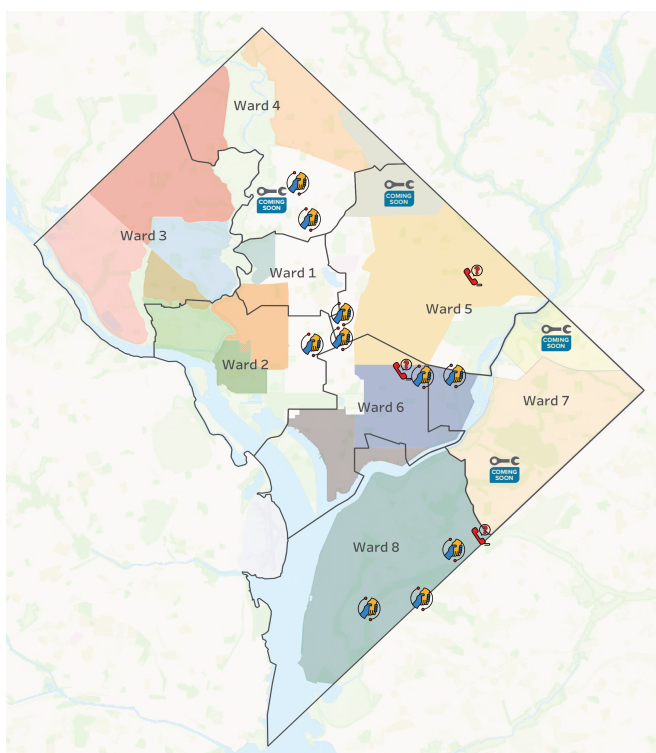 Ward 4
COMING
SOON
COMING
SOON
Ward 3
Ward 1
Ward 5
COMING
SOON
Ward 2
Ward 6
Ward 7
COMING
SOON
Ward 8